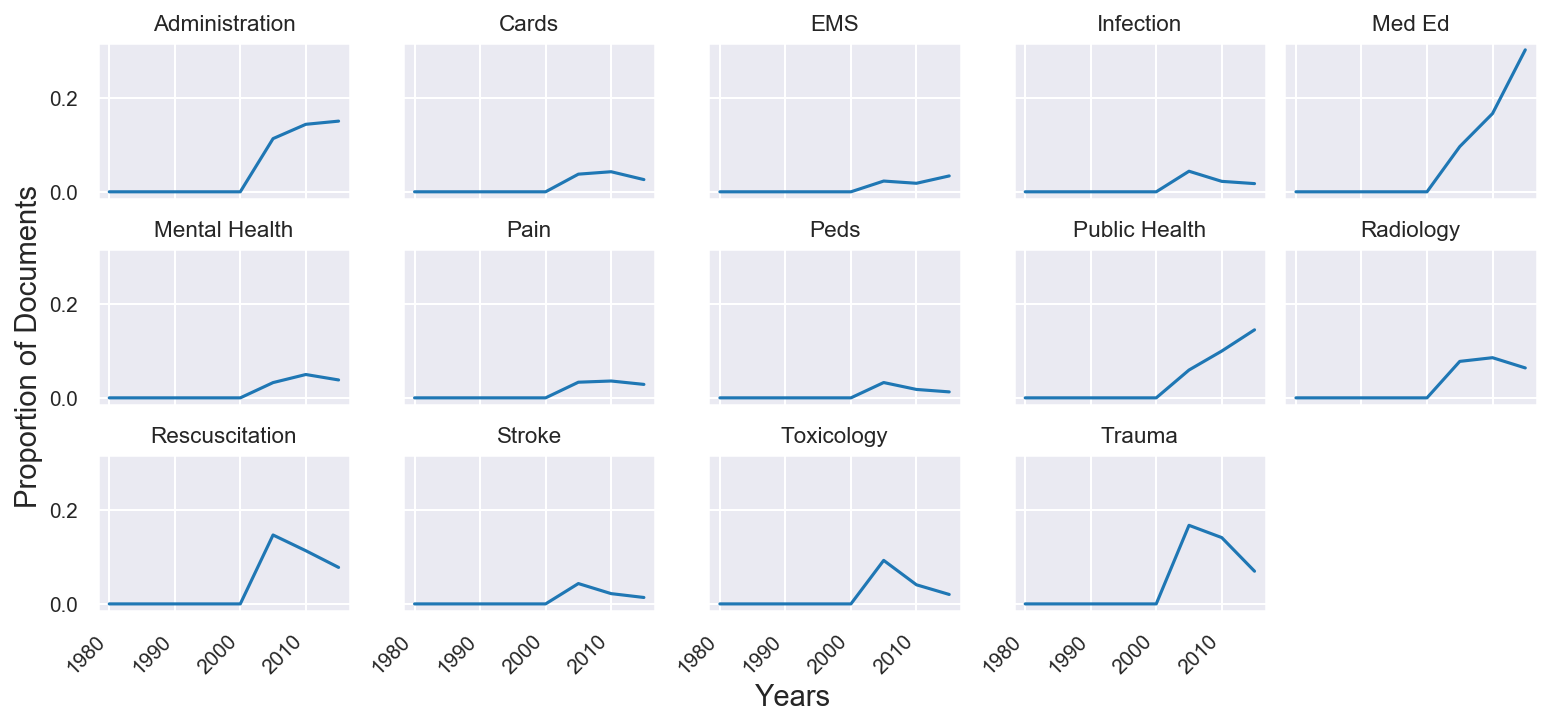 Administration
Cards
EMS
Infection
Med Ed
0.2
0.0
Mental Health
Pain
Peds
Public Health
Radiology
0.2
0.0
Rescuscitation
Stroke
Toxicology
Trauma
0.2
0.0
1980 1990 2000 2010
1980 1990 2000 2010
1980 1990 2000 2010
1980 1990 2000 2010
Years
Proportion of Documents